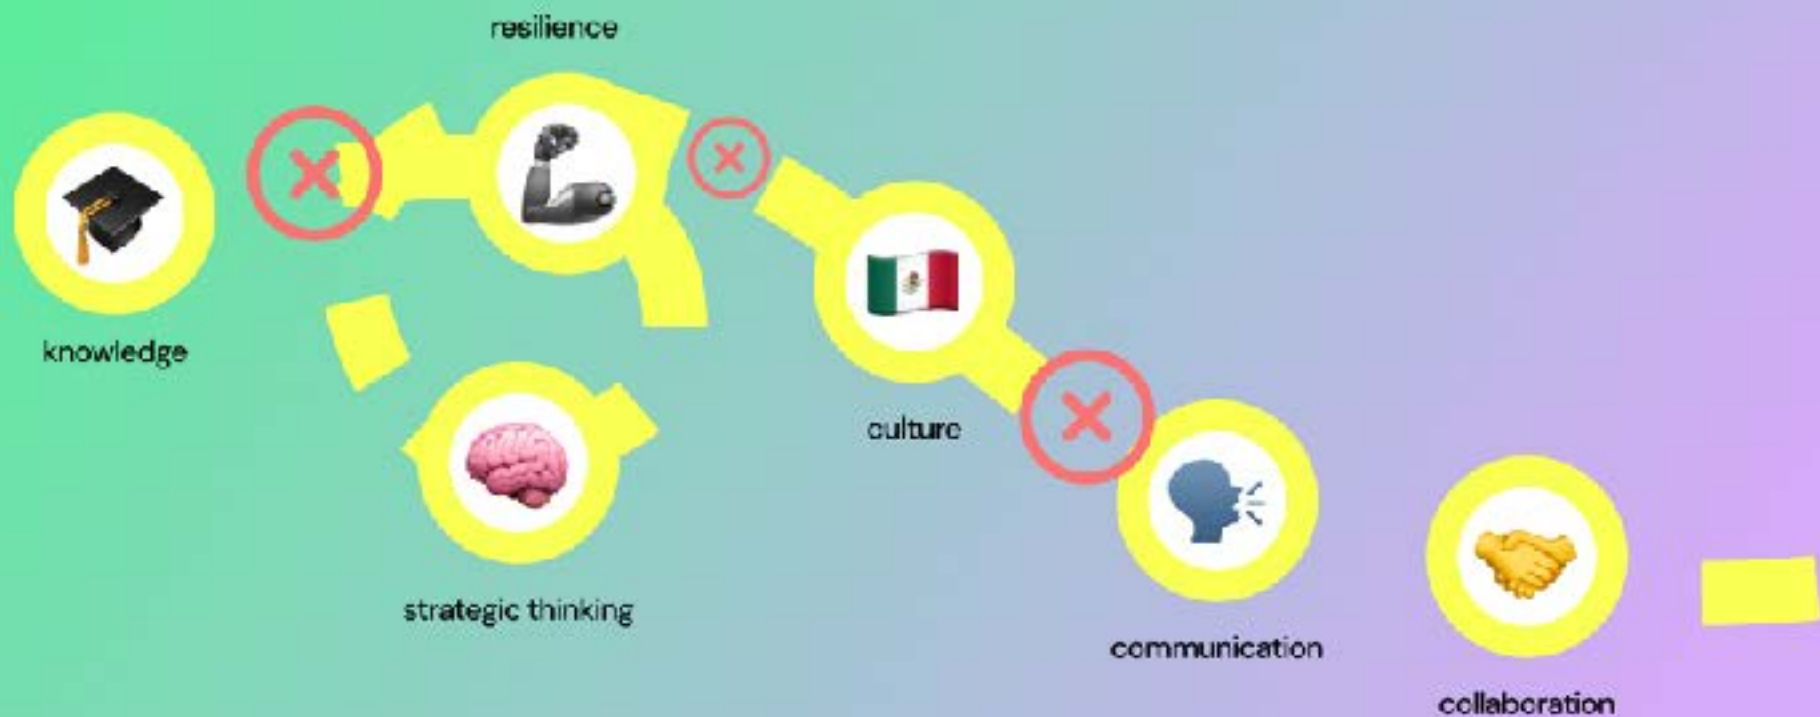 resilience
knowledge
culture
strategic thinking
communication
collaboration